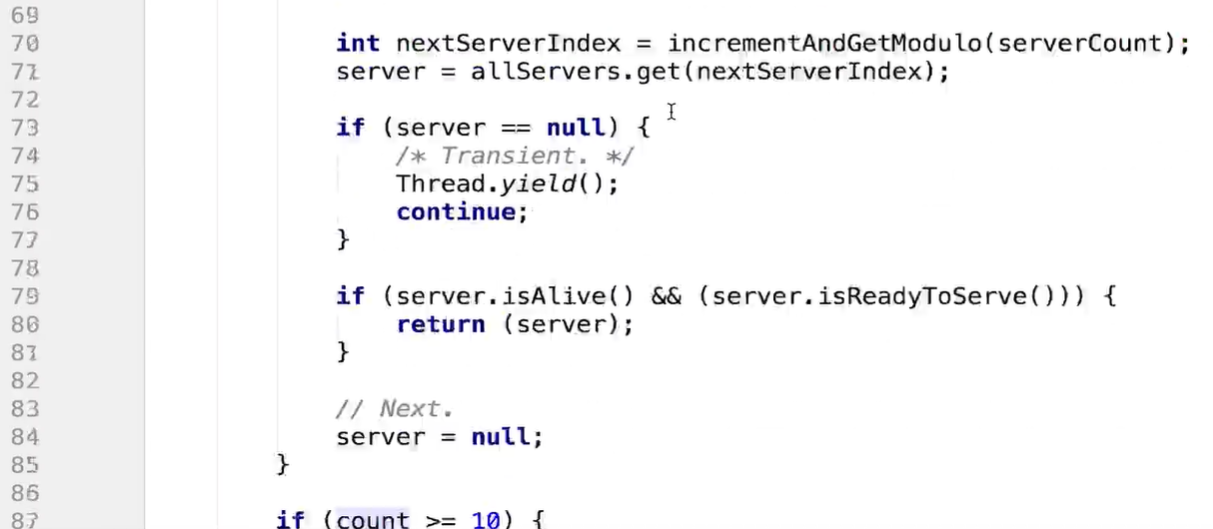 69
70 int nextServerIndex = incrementAndGetModulo(serverCount);
71 server = allServers.get(nextServerIndex);
72
73 if (server == null) {
74 /* Transient. */
75 Thread.yield();
76 continue;
77 }
78
79 if (server.isAlive() && (server.isReadyToServe())) {
80 return (server);
81 }
82
83 // Next.
84 server = null;
85 }
86
87 if (count >= 10) {